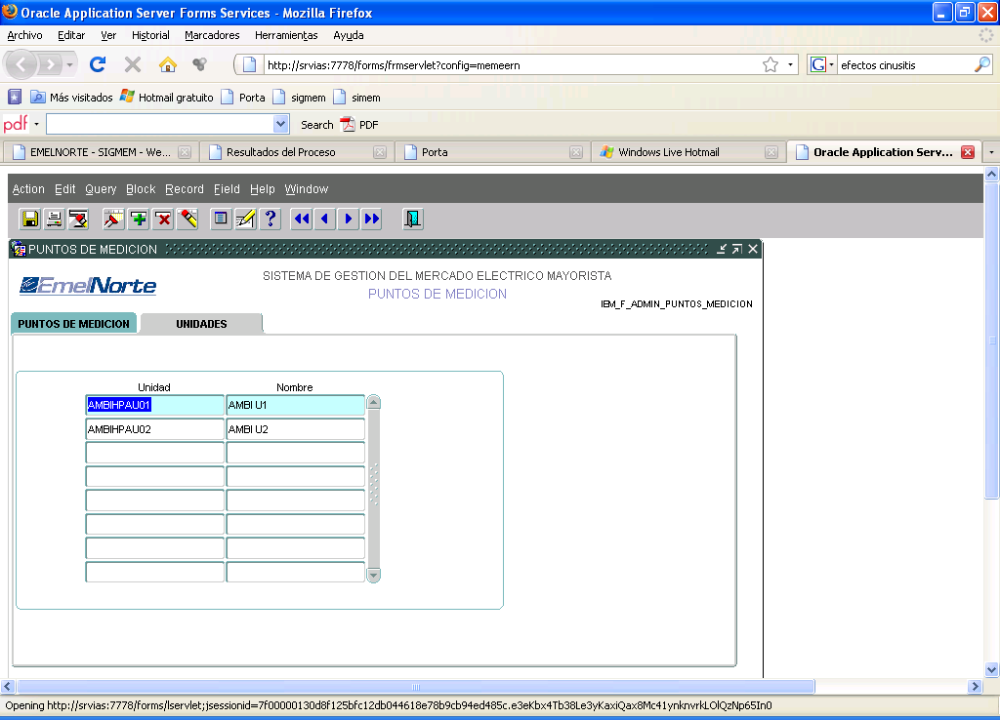 Oracle Application Server Forms Services - Mozilla Firefox
Archivo Editar Ver Historial Marcadores Herramientas Ayuda
http://srvias:7778/forms/frmservlet?config=memeern
G efectos cinusitis
Más visitados Hotmail gratuito Porta sigmem simem
pdf Search PDF
EMELNORTE - SIGMEM - We... Resultados del Proceso Porta Windows Live Hotmail Oracle Application Serv...
Action Edit Query Block Record Field Help Window
PUNTOS DE MEDICION
SISTEMA DE GESTION DEL MERCADO ELECTRICO MAYORISTA
EmelNorte
PUNTOS DE MEDICION
IEM_F_ADMIN_PUNTOS_MEDICION
PUNTOS DE MEDICION UNIDADES
Unidad Nombre
AMBIHPAU01 AMBI U1
AMBIHPAU02 AMBI U2
Opening http://srvias:7778/forms/lservlet;jsessionid=7f00000130d8f125bfc12db044618e78b9cb94ed485c.e3eKbx4Tb38Le3yKaxiQax8Mc41ynknvrkLOlQzNp65In0